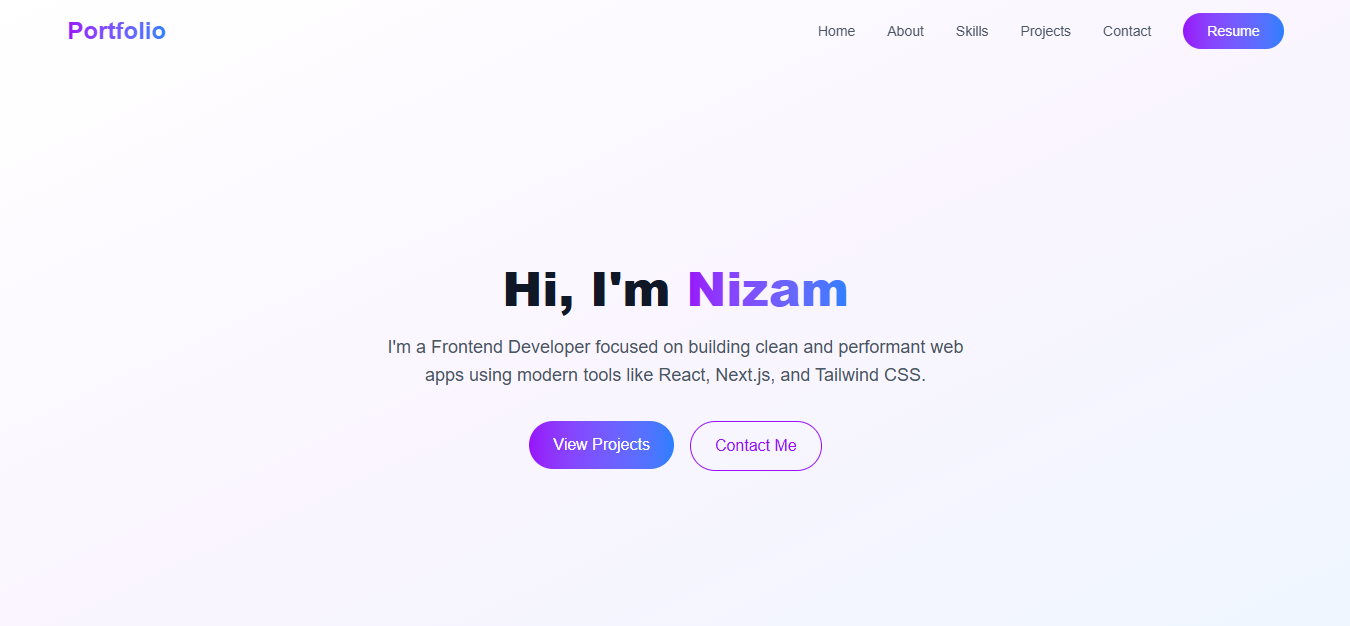 Portfolio
Home About Skills Projects Contact Resume
Hi, I'm Nizam
I'm a Frontend Developer focused on building clean and performant web
apps using modern tools like React, Next.js, and Tailwind CSS.
View Projects Contact Me